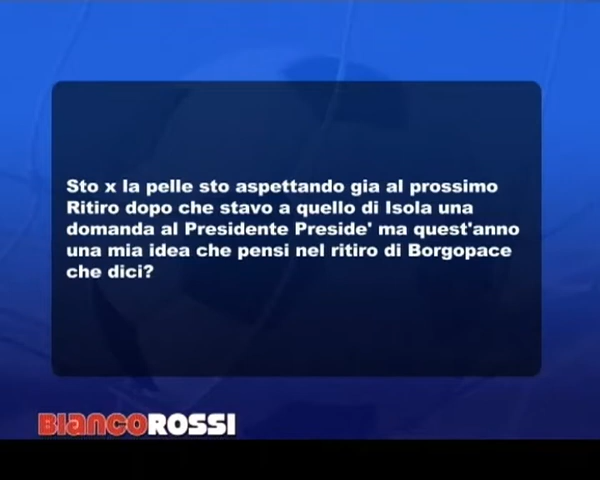 Sto x la pelle sto aspettando gia al prossimo
Ritiro dopo che stavo a quello di Isola una
domanda al Presidente Preside' ma quest'anno
una mia idea che pensi nel ritiro di Borgopace
che dici?
BIANCOROSSI